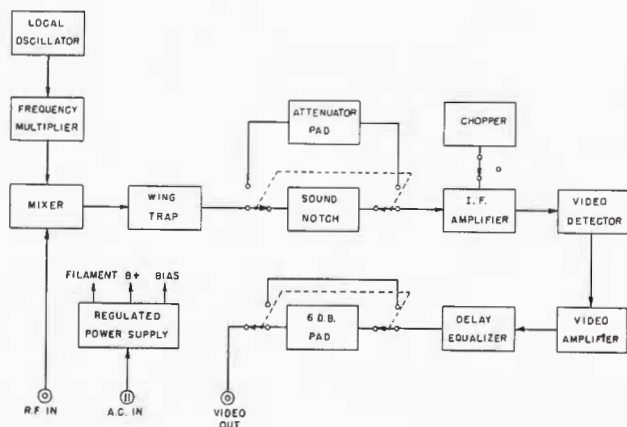 LOCAL
OSCILLATOR
FREQUENCY
MULTIPLIER
ATTENUATOR
PAD
CHOPPER
MIXER
WING
TRAP
SOUND
NOTCH
I.F.
AMPLIFIER
VIDEO
DETECTOR
FILAMENT B+ BIAS
REGULATED
POWER SUPPLY
6 D.B.
PAD
DELAY
EQUALIZER
VIDEO
AMPLIFIER
R.F IN
A.C. IN
VIDEO
OUT